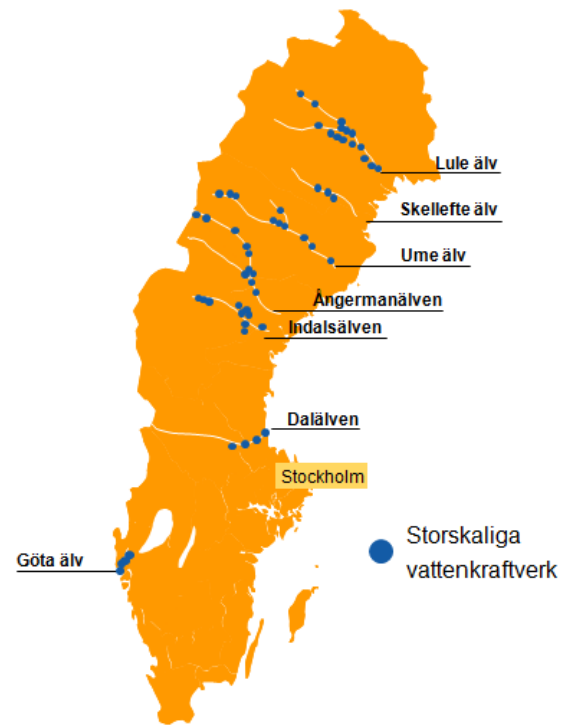 Lule älv
Skellefte älv
Ume älv
Ångermanälven
Indalsälven
Dalälven
Stockholm
Storskaliga
vattenkraftverk
Göta älv